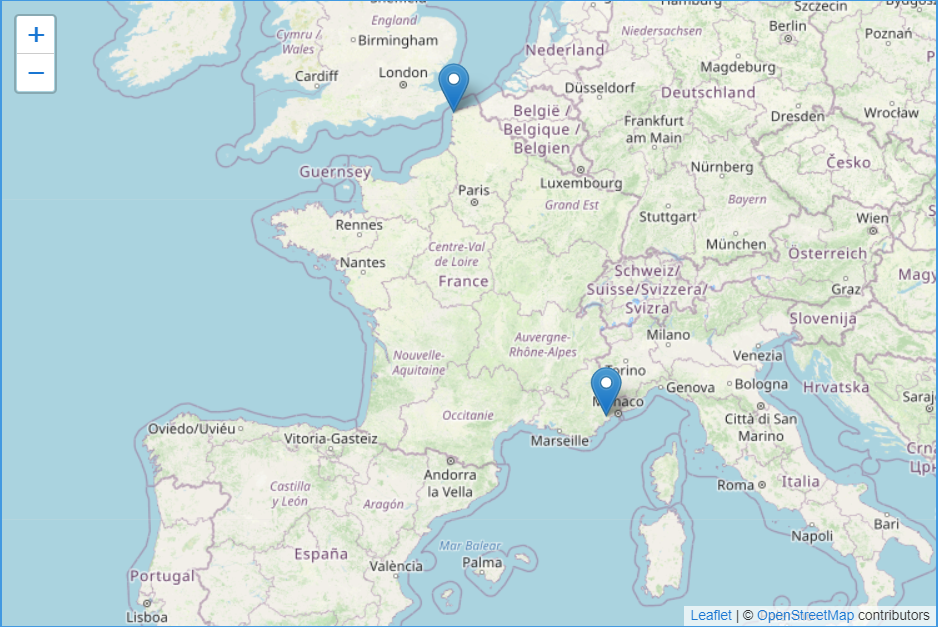 +
−
England
Cymru /
Wales
Birmingham
Cardiff
London
Nederland
Niedersachsen
Szczecin
Berlin
Poznań
Magdeburg
Düsseldorf
Deutschland
België /
Belgique /
Belgien
Frankfurt
am Main
Dresden
Wrocław
Guernsey
Luxembourg
Nürnberg
Česko
Paris
Grand Est
Bayern
Rennes
Stuttgart
Wien
Nantes
Centre-Val
de Loire
France
München
Österreich
Schweiz/
Suisse/Svizzera/
Svizra
Magy
Graz
Slovenija
Milano
Auvergne-
Rhône-Alpes
Nouvelle-
Aquitaine
Venezia
Torino
Genova
Bologna
Hrvatska
Saraj
Occitanie
Città di San
Marino
Oviedo/Uviéu
Vitoria-Gasteiz
Marseille
Crna
Andorra
la Vella
Castilla
y León
Aragón
Roma
Italia
España
Mar Balear
Palma
València
Napoli
Bari
Portugal
Lisboa
Leaflet | © OpenStreetMap contributors